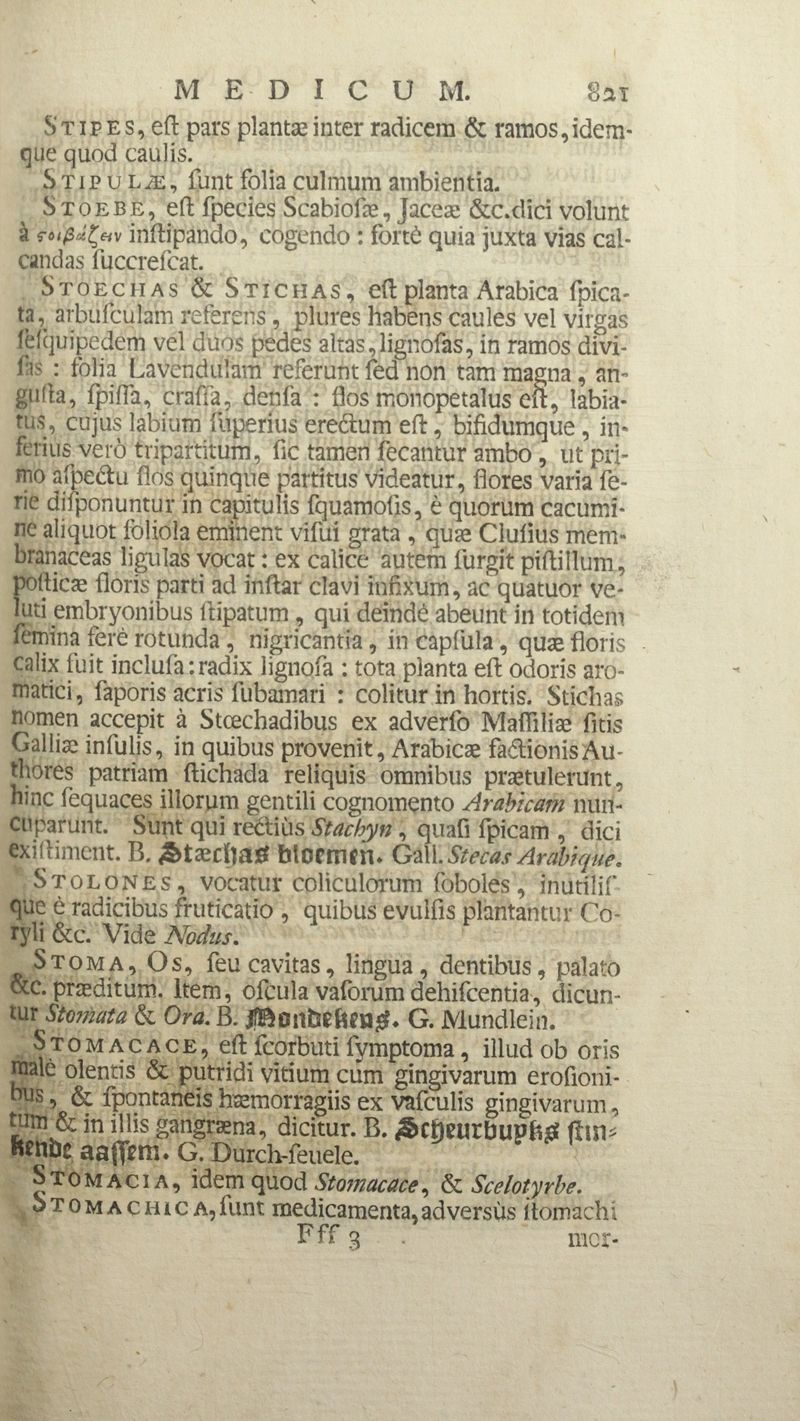 MEDICUM. 821
STIPES, eſt pars plantæ inter radicem & ramos, idem-
que quod caulis.
STIPULÆ, ſunt folia culmum ambientia.
STOEBE, eſt ſpecies Scabioſæ, Jaceæ &c. dici volunt
à ϛοιβάζειν inſtipando, cogendo : forté quia juxta vias cal-
candas ſuccreſcat.
STOECHAS & STICHAS, eſt planta Arabica ſpica-
ta, arbuſculam referens, plures habens caules vel virgas
ſeſquipedem vel duos pedes altas, lignoſas, in ramos divi-
ſas : folia Lavendulam referunt ſed non tam magna, an-
guſta, ſpiſſa, craſſa, denſa : flos monopetalus eſt, labia-
tus, cujus labium ſuperius erectum eſt, bifidumque, in-
ferius verò tripartitum, ſic tamen ſecantur ambo, ut pri-
mo aſpectu flos quinque partitus videatur, flores varia ſe-
rie diſponuntur in capitulis ſquamoſis, è quorum cacumi-
ne aliquot foliola eminent viſui grata, quæ Cluſius mem-
branaceas ligulas vocat : ex calice autem ſurgit piſtillum,
poſticæ floris parti ad inſtar clavi infixum, ac quatuor ve-
luti embryonibus ſtipatum, qui deindé abeunt in totidem
ſemina ferè rotunda, nigricantia, in capſula, quæ floris
calix fuit incluſa : radix lignoſa : tota planta eſt odoris aro-
matici, ſaporis acris ſubamari : colitur in hortis. Stichas
nomen accepit à Stœchadibus ex adverſo Maſſiliæ ſitis
Galliæ inſulis, in quibus provenit, Arabicæ factionis Au-
thores patriam ſtichada reliquis omnibus prætulerunt,
hinc ſequaces illorum gentili cognomento Arabicam nun-
cuparunt. Sunt qui rectiùs Stachyn, quaſi ſpicam, dici
exiſtiment. B. Stæchas bloemen. Gall. Stecas Arabique.
STOLONES, vocatur coliculorum ſoboles, inutiliſ-
que è radicibus fruticatio, quibus evulſis plantantur Co-
ryli &c. Vide Nodus.
STOMA, Os, ſeu cavitas, lingua, dentibus, palato
&c. præditum. Item, oſcula vaſorum dehiſcentia, dicun-
tur Stomata & Ora. B. Mondekens. G. Mundlein.
STOMACACE, eſt ſcorbuti ſymptoma, illud ob oris
malè olentis & putridi vitium cùm gingivarum eroſioni-
bus, & ſpontaneis hæmorragiis ex vaſculis gingivarum,
tum & in illis gangræna, dicitur. B. Scheurbuyks ſtin-
kende aaſſem. G. Durch-feuele.
STOMACIA, idem quod Stomacace, & Scelotyrbe.
STOMACHICA, ſunt medicamenta, adversùs ſtomachi
Fff 3 mor-